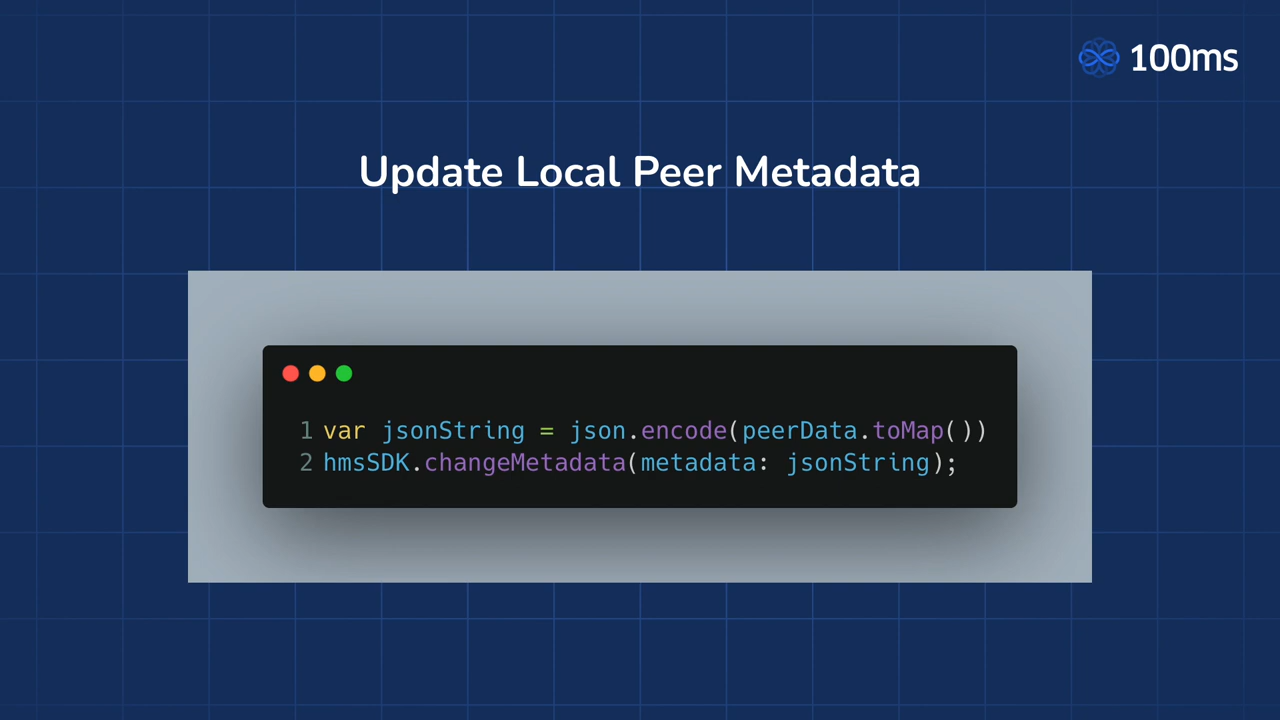 100ms
Update Local Peer Metadata
1 var jsonString = json.encode(peerData.toMap())
2 hmsSDK.changeMetadata(metadata: jsonString);